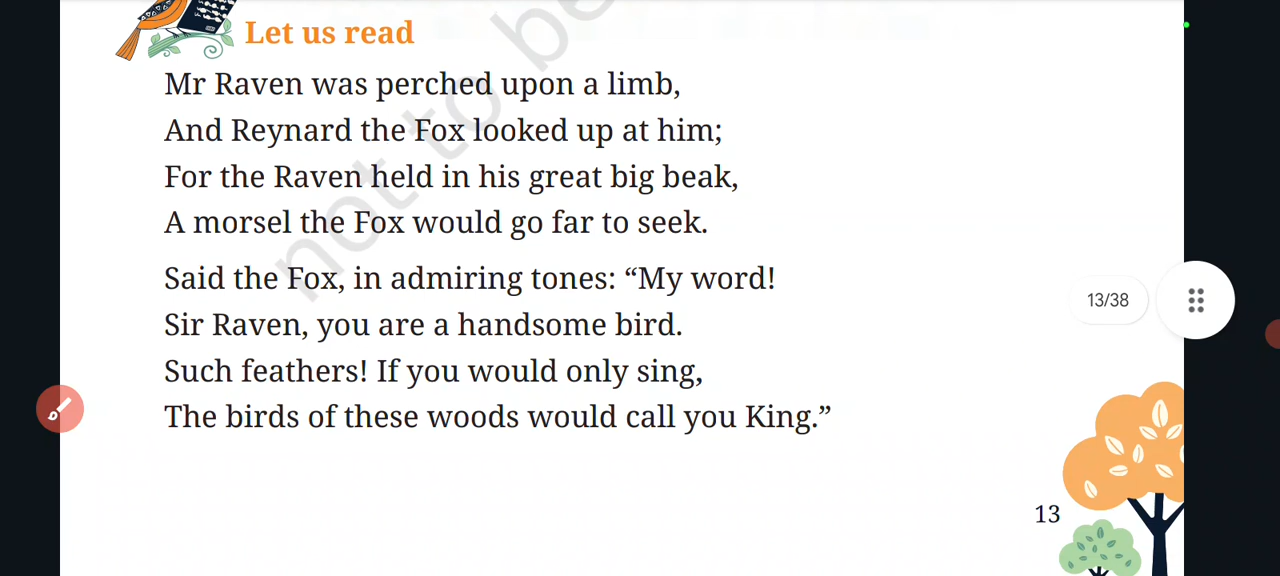 Let us read
Mr Raven was perched upon a limb,
And Reynard the Fox looked up at him;
For the Raven held in his great big beak,
A morsel the Fox would go far to seek.
Said the Fox, in admiring tones: “My word!
Sir Raven, you are a handsome bird.
Such feathers! If you would only sing,
The birds of these woods would call you King.”
13/38
13
not to be